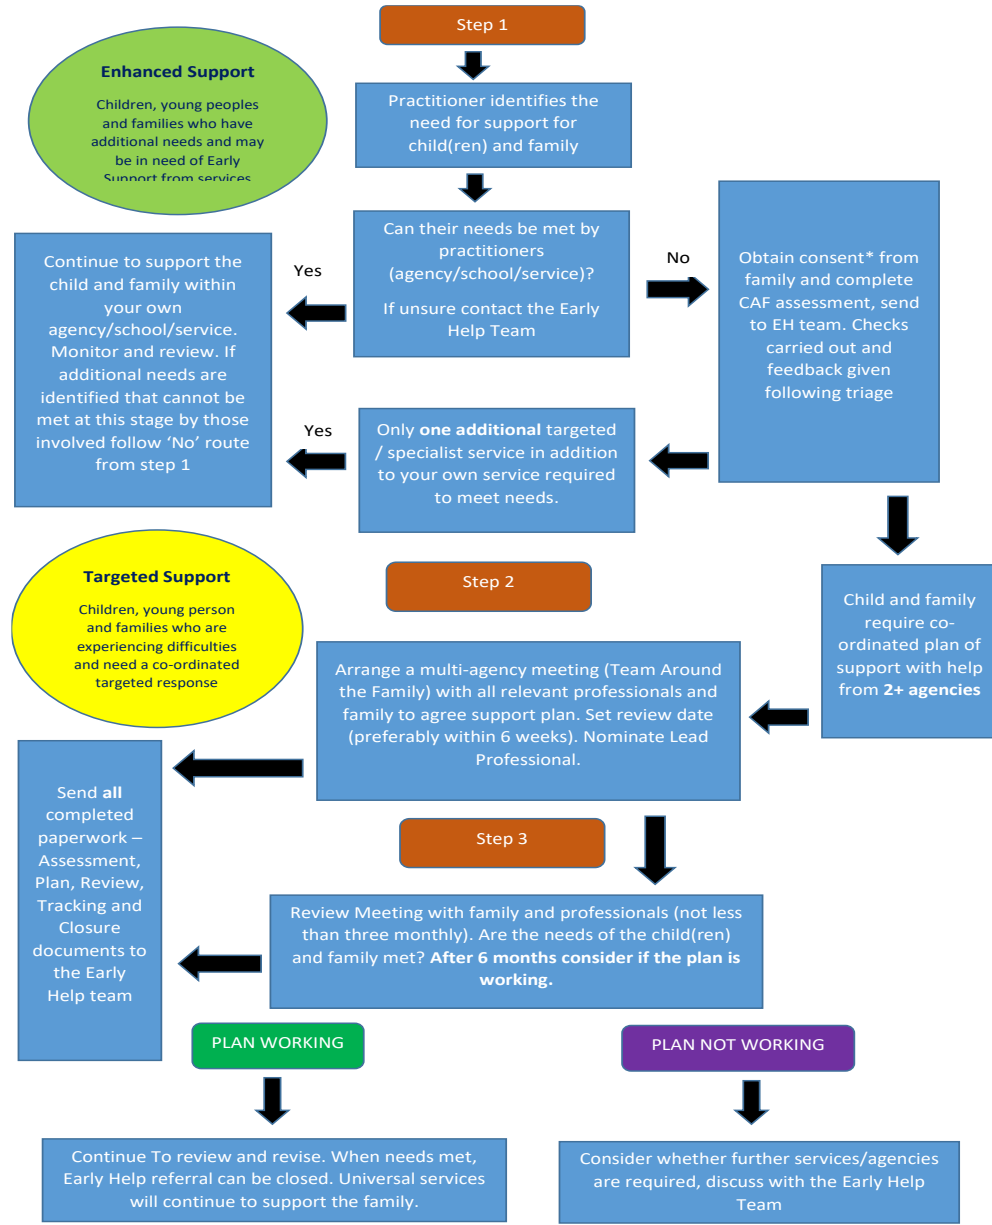 Step 1
Enhanced Support
Children, young peoples
and families who have
additional needs and may
be in need of Early
Support from services
Practitioner identifies the
need for support for
child(ren) and family
Can their needs be met by
practitioners
(agency/school/service)?
If unsure contact the Early
Help Team
Yes
No
Continue to support the
child and family within
your own
agency/school/service.
Monitor and review. If
additional needs are
identified that cannot be
met at this stage by those
involved follow ‘No’ route
from step 1
Obtain consent* from
family and complete
CAF assessment, send
to EH team. Checks
carried out and
feedback given
following triage
Yes
Only one additional targeted
/ specialist service in addition
to your own service required
to meet needs.
Step 2
Targeted Support
Children, young person
and families who are
experiencing difficulties
and need a co-ordinated
targeted response
Child and family
require co-
ordinated plan of
support with help
from 2+ agencies
Arrange a multi-agency meeting (Team Around
the Family) with all relevant professionals and
family to agree support plan. Set review date
(preferably within 6 weeks). Nominate Lead
Professional.
Send all
completed
paperwork –
Assessment,
Plan, Review,
Tracking and
Closure
documents to
the Early
Help team
Step 3
Review Meeting with family and professionals (not less
than three monthly). Are the needs of the child(ren)
and family met? After 6 months consider if the plan is
working.
PLAN WORKING
PLAN NOT WORKING
Continue To review and revise. When needs met,
Early Help referral can be closed. Universal services
will continue to support the family.
Consider whether further services/agencies
are required, discuss with the Early Help
Team